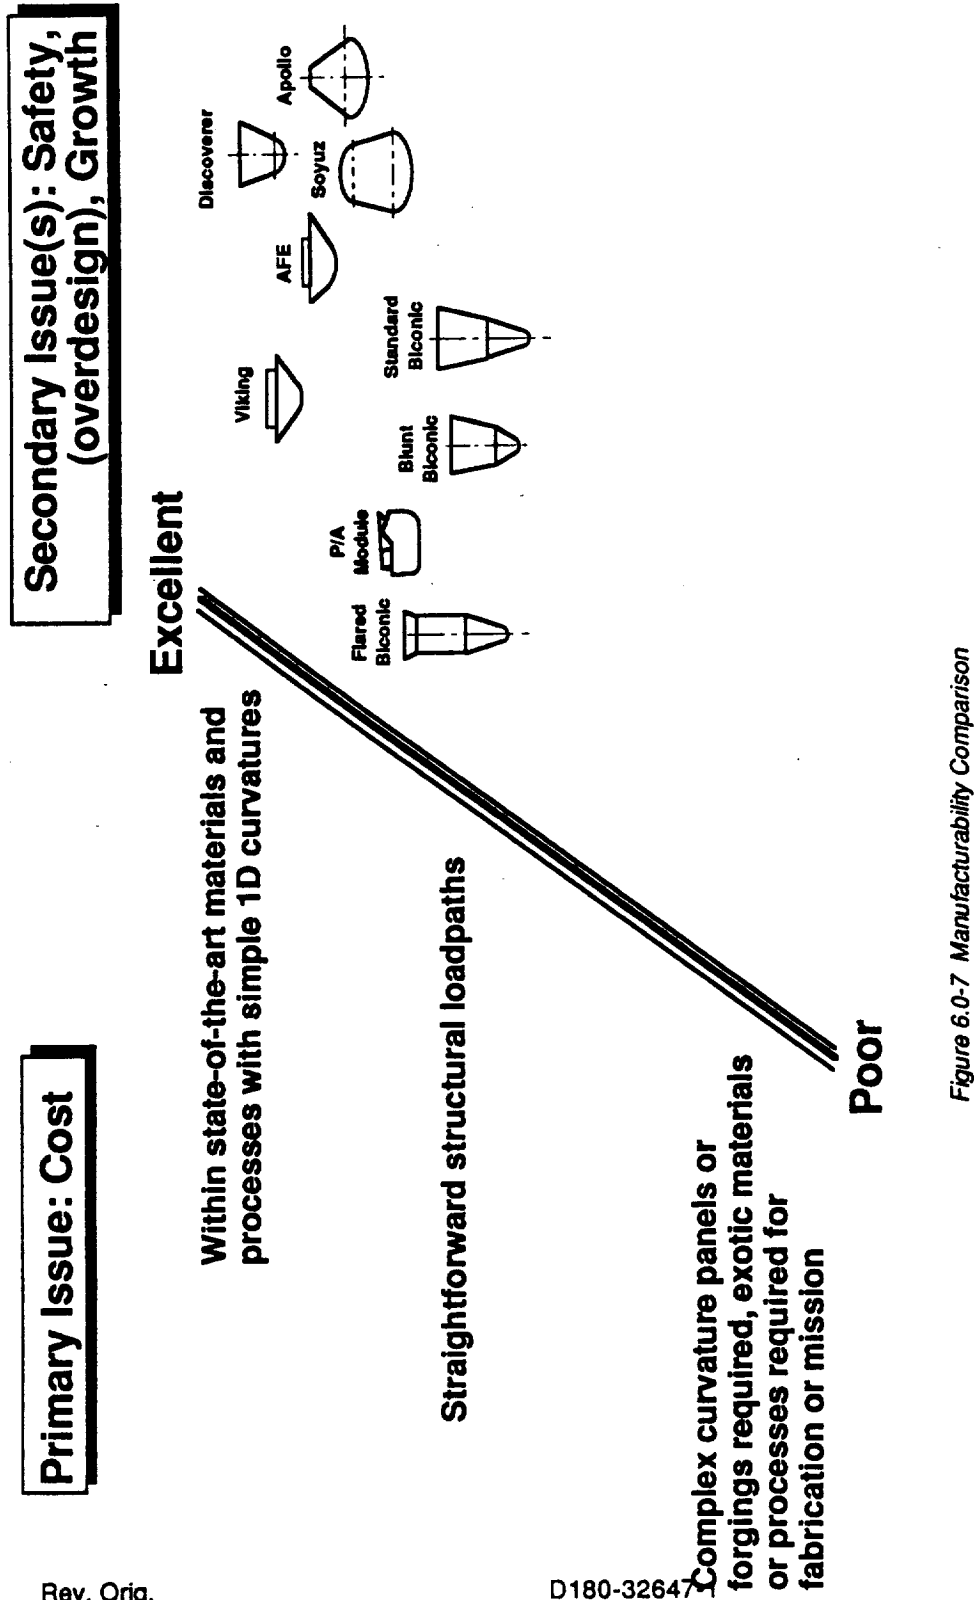 Primary Issue: Cost
Secondary Issue(s): Safety,
(overdesign), Growth
Excellent
Within state-of-the-art materials and
processes with simple 1D curvatures
Straightforward structural loadpaths
Complex curvature panels or
forgings required, exotic materials
or processes required for
fabrication or mission
Poor
Discoverer
Apollo
Viking
AFE
Soyuz
P/A
Module
Flared
Biconic
Blunt
Biconic
Standard
Biconic
Figure 6.0-7 Manufacturability Comparison
Rev. Orig.
D180-32647